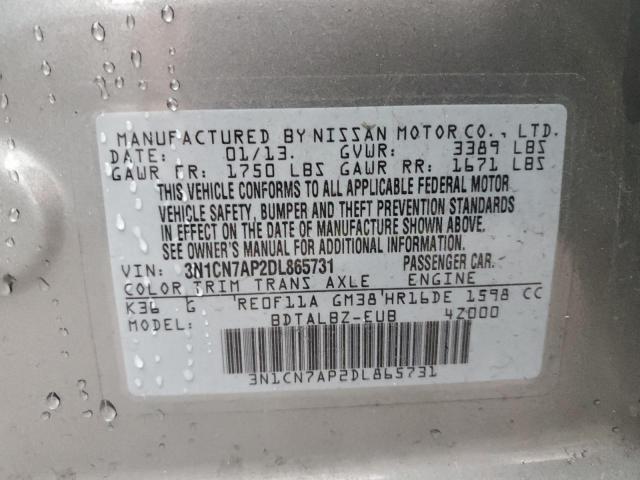 MANUFACTURED BY NISSAN MOTOR CO., LTD.
DATE: 01/13. GVWR: 3389 LBS
GAWR FR: 1750 LBS GAWR RR: 1671 LBS
THIS VEHICLE CONFORMS TO ALL APPLICABLE FEDERAL MOTOR
VEHICLE SAFETY, BUMPER AND THEFT PREVENTION STANDARDS
IN EFFECT ON THE DATE OF MANUFACTURE SHOWN ABOVE.
SEE OWNER'S MANUAL FOR ADDITIONAL INFORMATION.
VIN: 3N1CN7AP2DL865731 PASSENGER CAR.
COLOR TRIM TRANS AXLE ENGINE
K36 G RE0F11A GM38 HR16DE 1598 CC
MODEL: BDTALBZ-EUB 4Z000
3N1CN7AP2DL865731